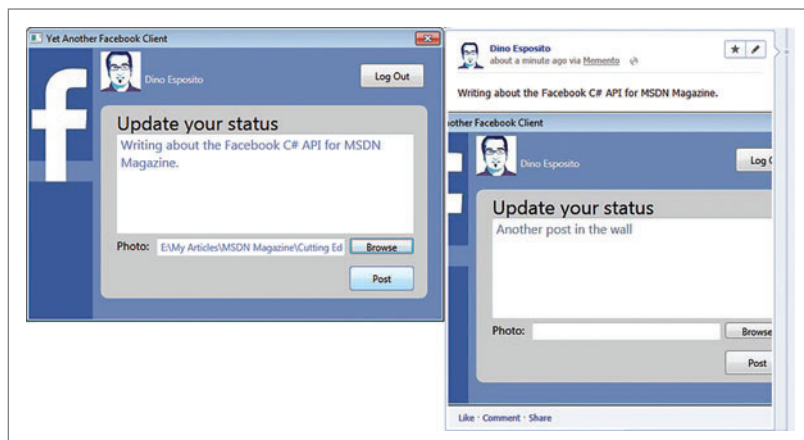 Yet Another Facebook Client
f
Dino Esposito
Log Out
Update your status
Writing about the Facebook C# API for MSDN
Magazine.
Photo: E:\My Articles\MSDN Magazine\Cutting Ed Browse
Post
Dino Esposito
about a minute ago via Memento
Writing about the Facebook C# API for MSDN Magazine.
other Facebook Client
Dino Esposito
Log
Update your status
Another post in the wall
Photo: Browse
Post
Like · Comment · Share